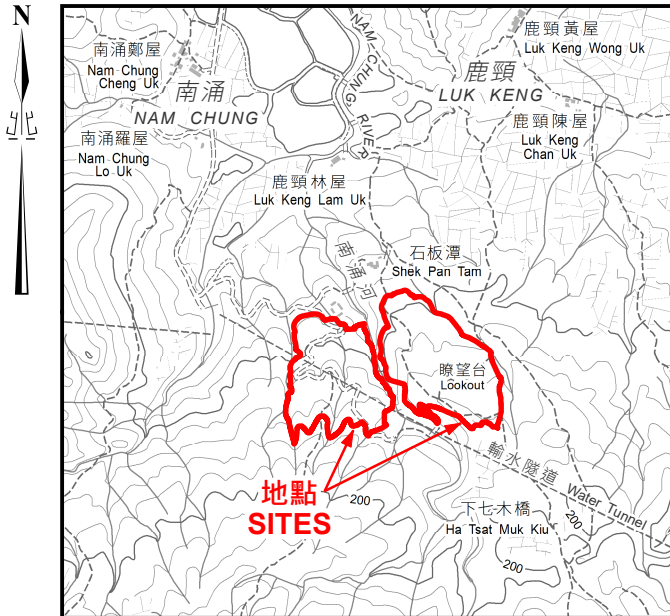 N
南涌鄭屋
Nam Chung
Cheng Uk
南涌
NAM CHUNG
南涌羅屋
Nam Chung
Lo Uk
NAM CHUNG RIVER
鹿頸黃屋
Luk Keng Wong Uk
鹿頸
LUK KENG
鹿頸陳屋
Luk Keng
Chan Uk
鹿頸林屋
Luk Keng Lam Uk
南涌河
石板潭
Shek Pan Tam
瞭望台
Lookout
輸水隧道 Water Tunnel
地點
SITES
200
下七木橋
Ha Tsat Muk Kiu
200
200